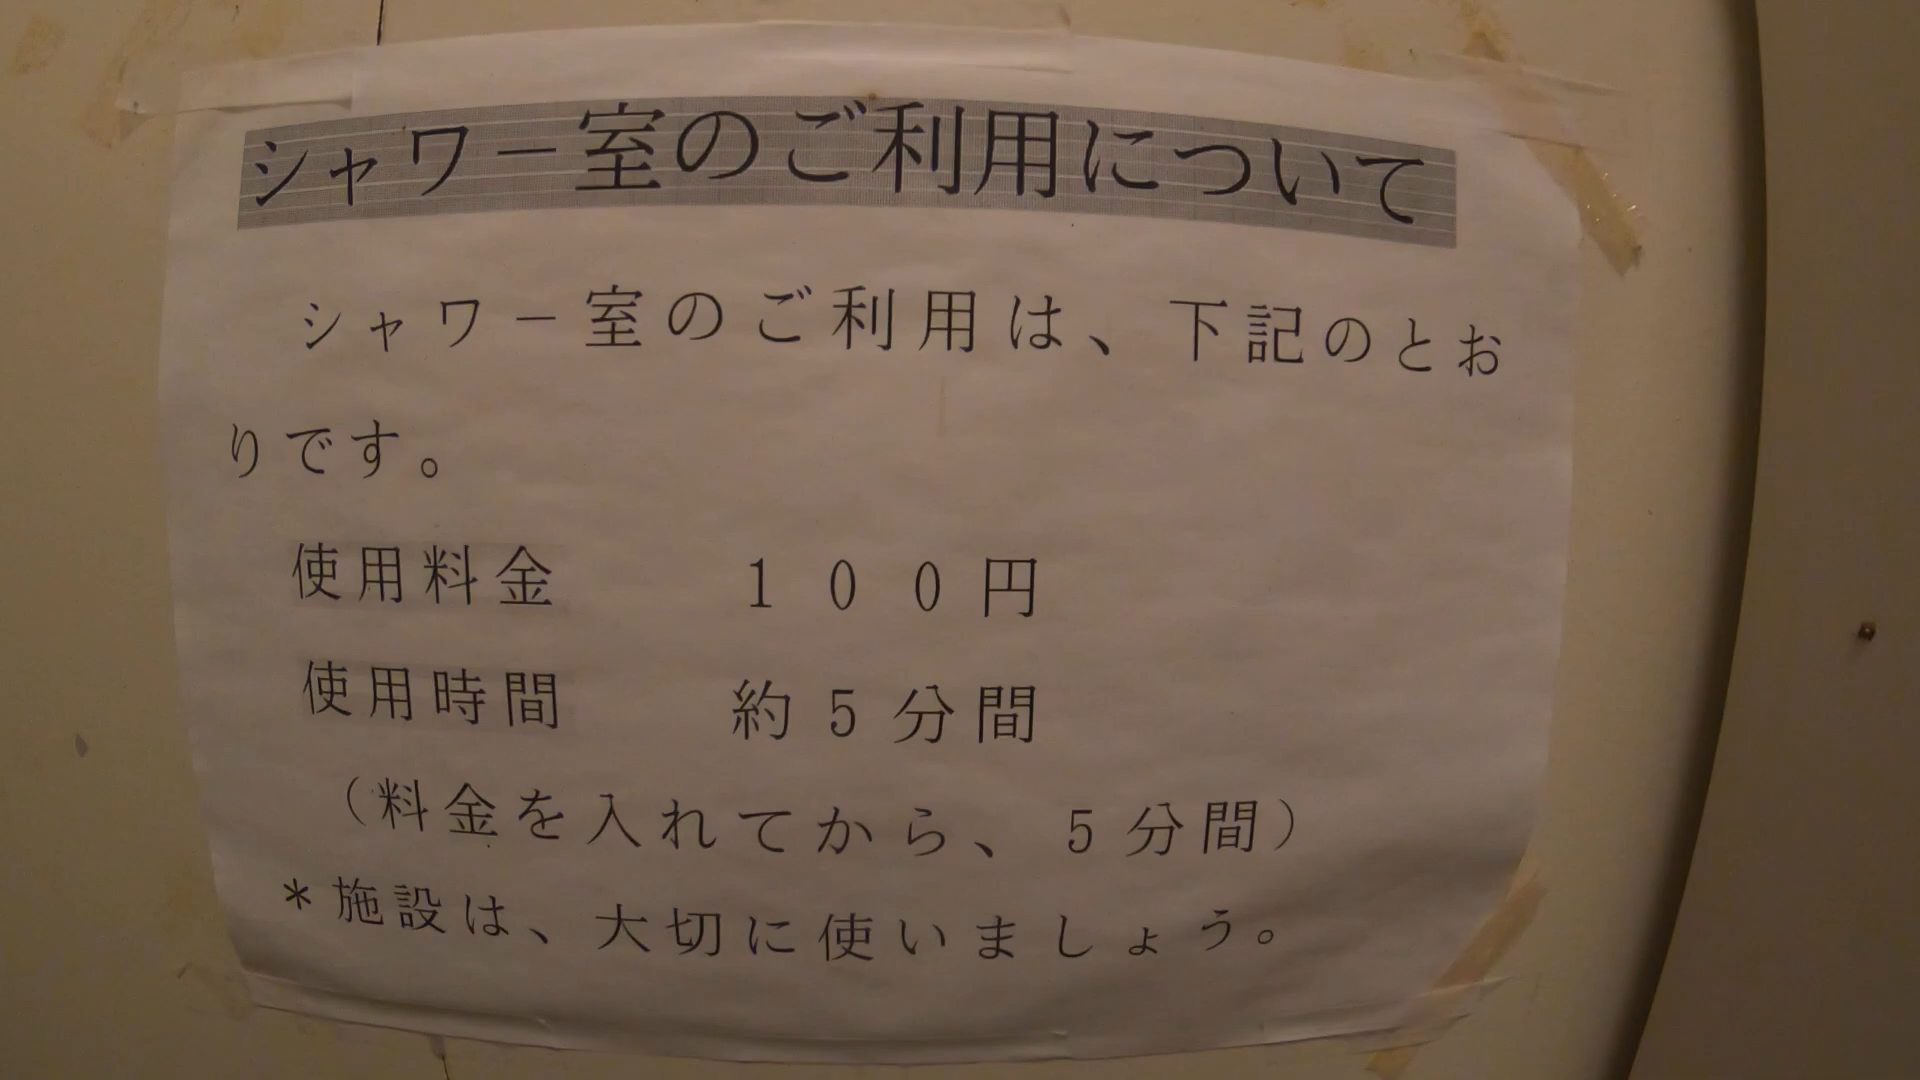 シャワー室のご利用について
シャワー室のご利用は、下記のとお
りです。
使用料金　　１００円
使用時間　　約５分間
（料金を入れてから、５分間）
＊施設は、大切に使いましょう。